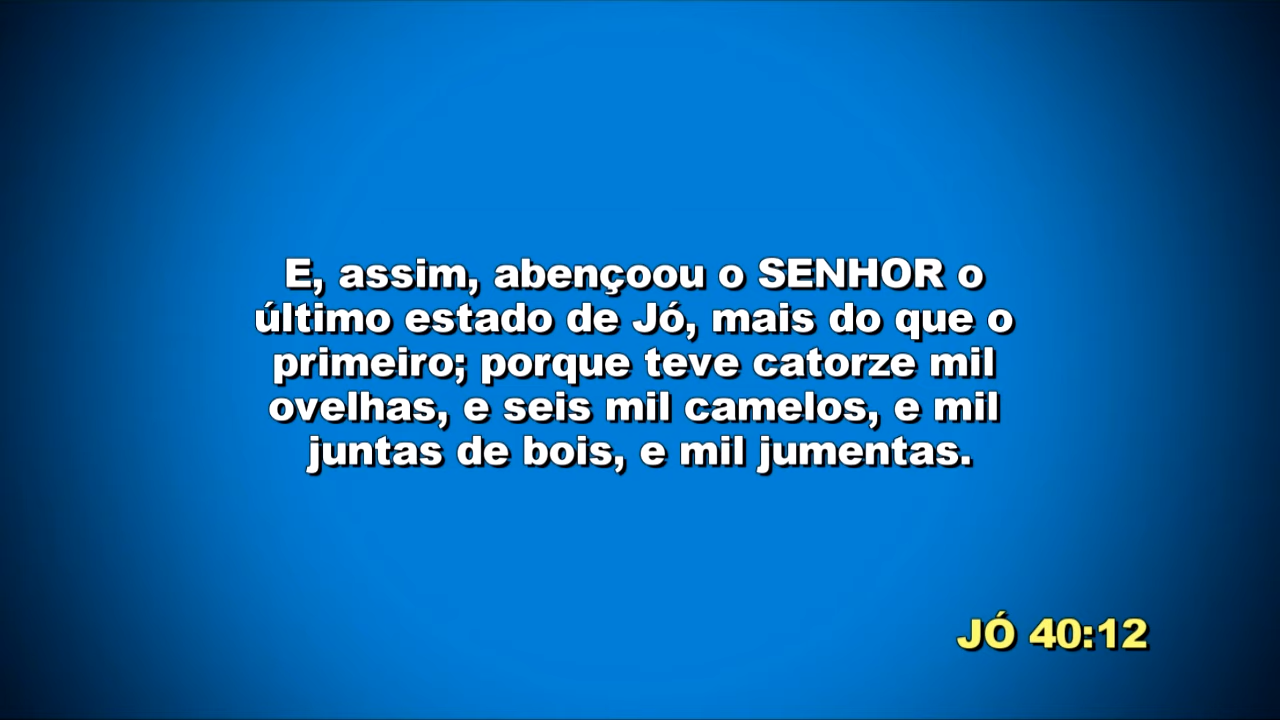 E, assim, abençoou o SENHOR o
último estado de Jó, mais do que o
primeiro; porque teve catorze mil
ovelhas, e seis mil camelos, e mil
juntas de bois, e mil jumentas.
JÓ 40:12